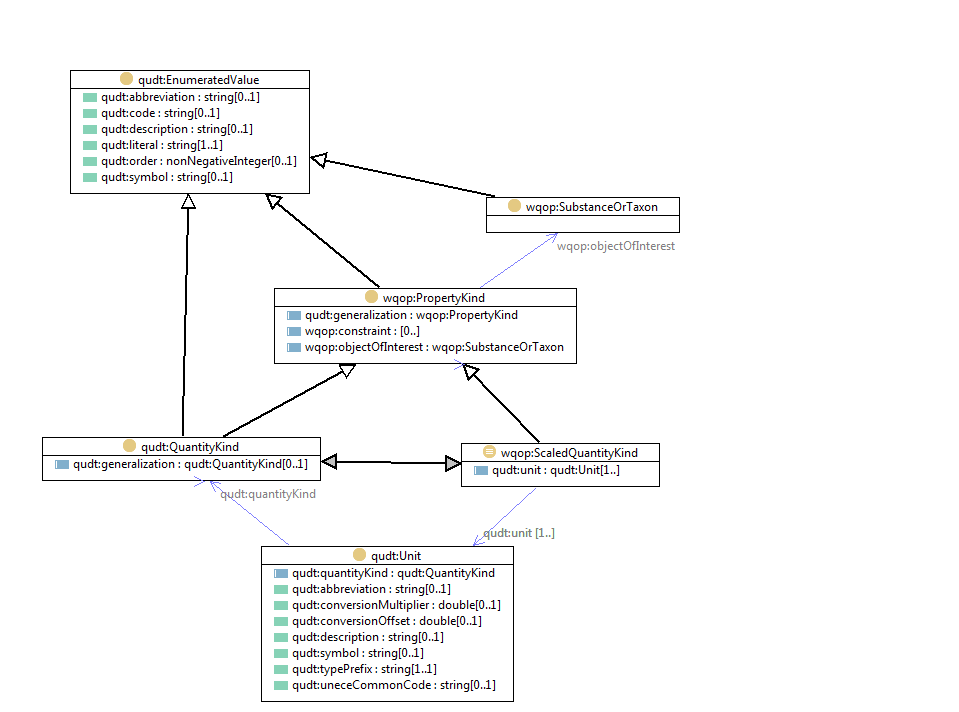 qudt:EnumeratedValue
qudt:abbreviation : string[0..1]
qudt:code : string[0..1]
qudt:description : string[0..1]
qudt:literal : string[1..1]
qudt:order : nonNegativeInteger[0..1]
qudt:symbol : string[0..1]
wqop:SubstanceOrTaxon
wqop:objectOfInterest
wqop:PropertyKind
qudt:generalization : wqop:PropertyKind
wqop:constraint : [0..]
wqop:objectOfInterest : wqop:SubstanceOrTaxon
qudt:QuantityKind
qudt:generalization : qudt:QuantityKind[0..1]
wqop:ScaledQuantityKind
qudt:unit : qudt:Unit[1..]
qudt:quantityKind
qudt:unit [1..]
qudt:Unit
qudt:quantityKind : qudt:QuantityKind
qudt:abbreviation : string[0..1]
qudt:conversionMultiplier : double[0..1]
qudt:conversionOffset : double[0..1]
qudt:description : string[0..1]
qudt:symbol : string[0..1]
qudt:typePrefix : string[1..1]
qudt:uneceCommonCode : string[0..1]